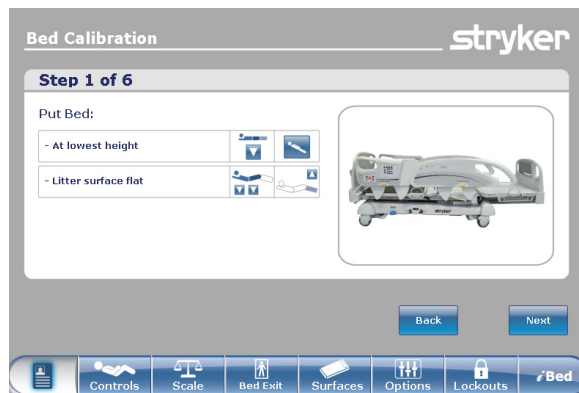 Bed Calibration
stryker
Step 1 of 6
Put Bed:
- At lowest height
- Litter surface flat
Back
Next
Controls
Scale
Bed Exit
Surfaces
Options
Lockouts
iBed